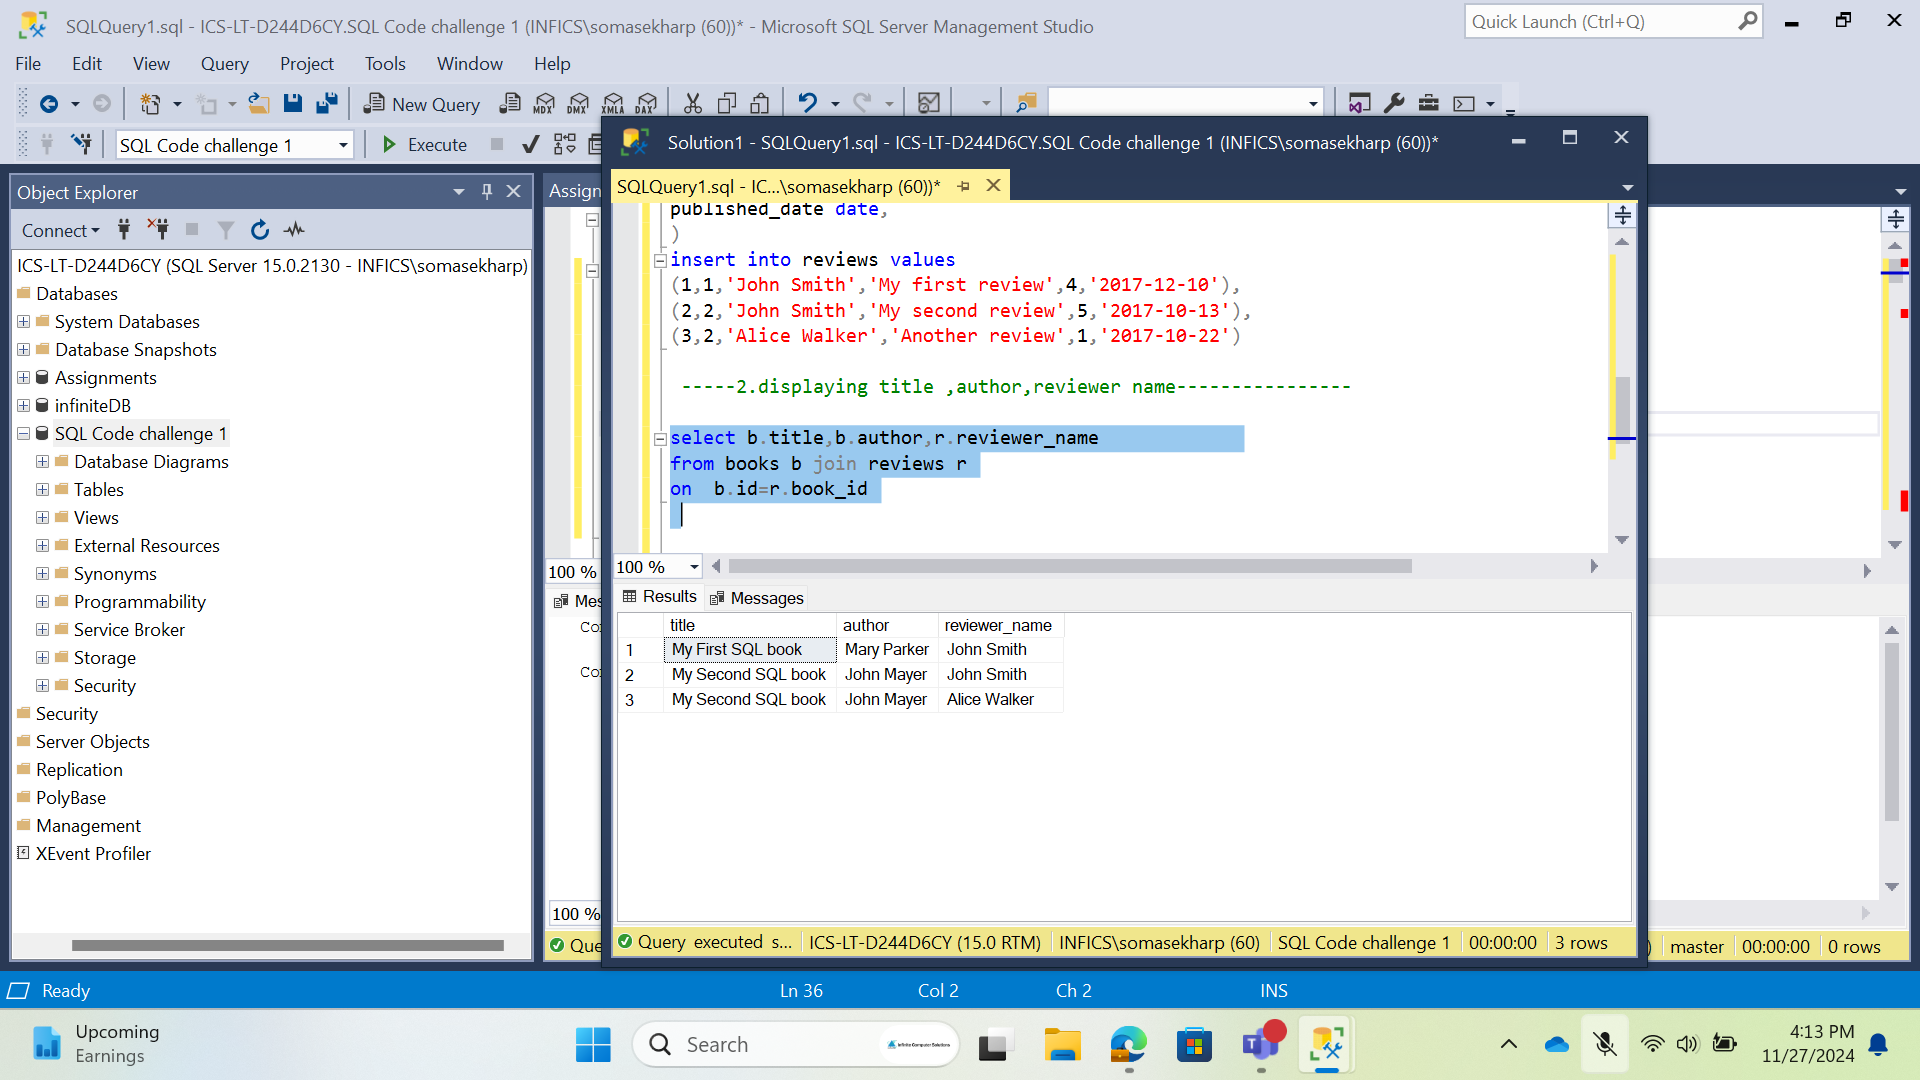 SQLQuery1.sql - ICS-LT-D244D6CY.SQL Code challenge 1 (INFICS\somasekharp (60))* - Microsoft SQL Server Management Studio
Quick Launch (Ctrl+Q)
File Edit View Query Project Tools Window Help
New Query
MDX DMX XMLA DAX
SQL Code challenge 1
Execute
Solution1 - SQLQuery1.sql - ICS-LT-D244D6CY.SQL Code challenge 1 (INFICS\somasekharp (60))*
Object Explorer
Connect
ICS-LT-D244D6CY (SQL Server 15.0.2130 - INFICS\somasekharp)
Databases
System Databases
Database Snapshots
Assignments
infiniteDB
SQL Code challenge 1
Database Diagrams
Tables
Views
External Resources
Synonyms
Programmability
Service Broker
Storage
Security
Security
Server Objects
Replication
PolyBase
Management
XEvent Profiler
Assign
100 %
Mes
Co
Co
100 %
Que
SQLQuery1.sql - IC...\somasekharp (60))*
published_date date,
)
insert into reviews values
(1,1,'John Smith','My first review',4,'2017-12-10'),
(2,2,'John Smith','My second review',5,'2017-10-13'),
(3,2,'Alice Walker','Another review',1,'2017-10-22')
-----2.displaying title ,author,reviewer name----------------
select b.title,b.author,r.reviewer_name
from books b join reviews r
on  b.id=r.book_id
100 %
Results Messages
title author reviewer_name
1 My First SQL book Mary Parker John Smith
2 My Second SQL book John Mayer John Smith
3 My Second SQL book John Mayer Alice Walker
Query executed s... ICS-LT-D244D6CY (15.0 RTM) INFICS\somasekharp (60) SQL Code challenge 1 00:00:00 3 rows
) master 00:00:00 0 rows
Ready Ln 36 Col 2 Ch 2 INS
Upcoming
Earnings
Search
Infinite Computer Solutions
4:13 PM
11/27/2024